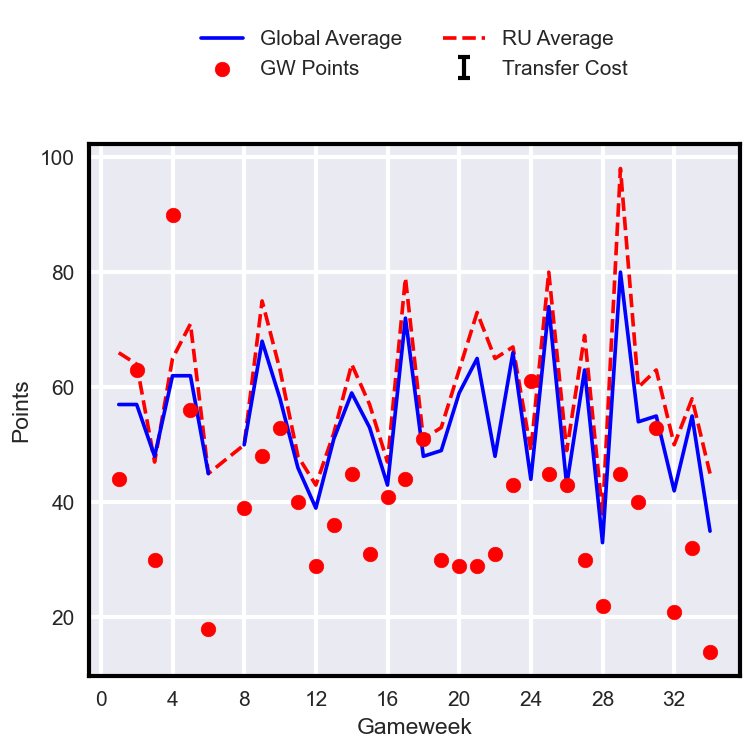 Global Average
RU Average
GW Points
Transfer Cost
100
80
60
40
20
Points
0 4 8 12 16 20 24 28 32
Gameweek